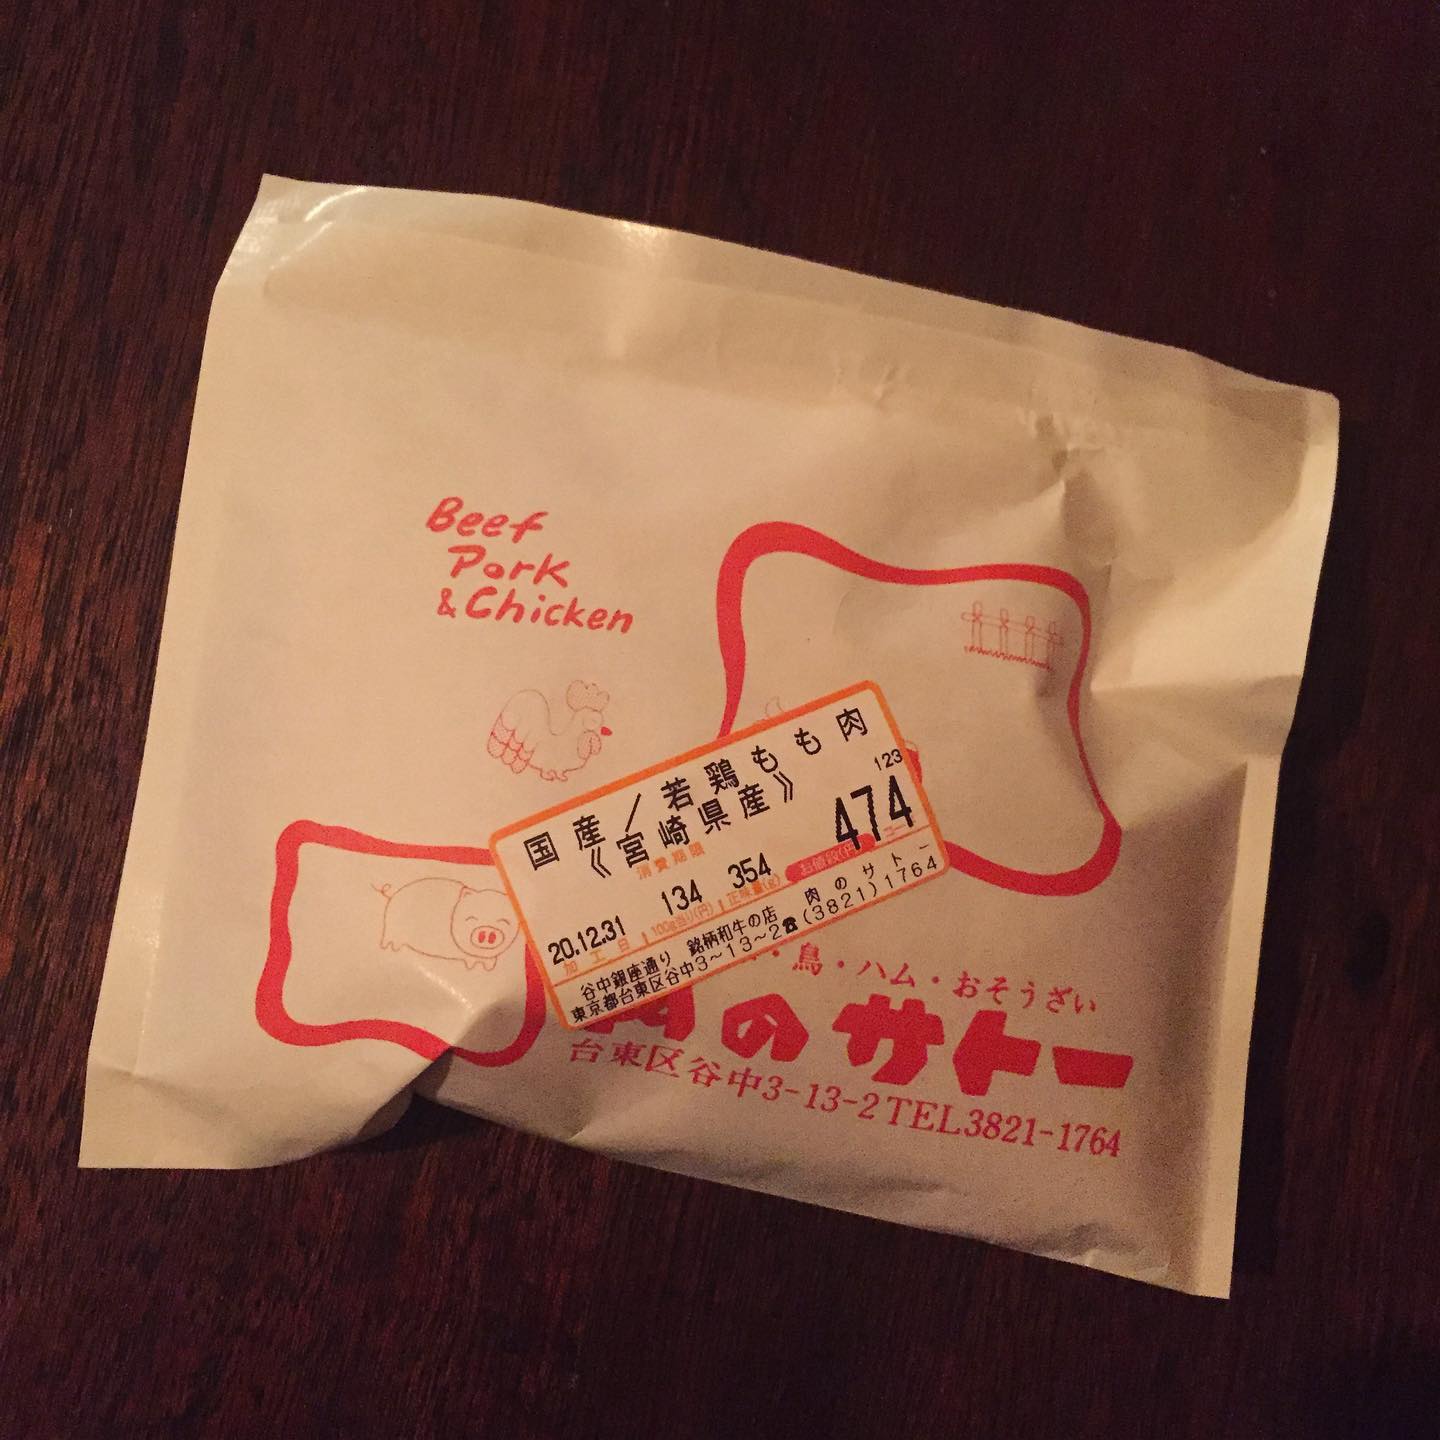 Beef
Pork
& Chicken
国産/若鶏もも肉
《宮崎県産》
123
消費期限
134
354
474
20.12.31
加工日
100g当り(円)
正味量(g)
お値段(円)
谷中銀座通り 銘柄和牛の店 肉のサトー
東京都台東区谷中3~13~2☎(3821)1764
・鳥・ハム・おそうざい
肉のサトー
台東区谷中3-13-2 TEL3821-1764